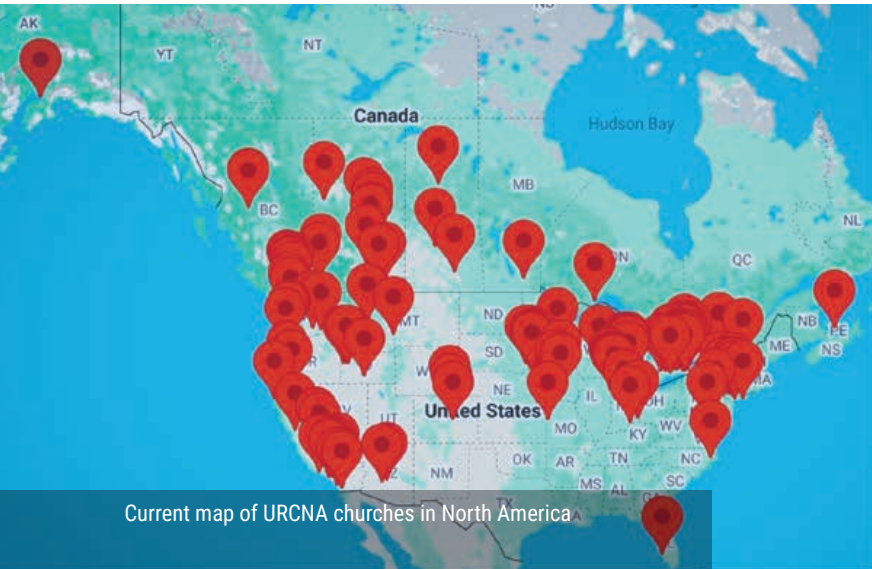 AK
YT
NT
Canada
Hudson Bay
BC
MB
NL
QC
ND
MT
NB
PE
ME
NS
SD
NE
IL
OH
UT
United States
MO
KY
WV
NM
OK
AR
TN
NC
MS
AL
SC
GA
TX
Current map of URCNA churches in North America